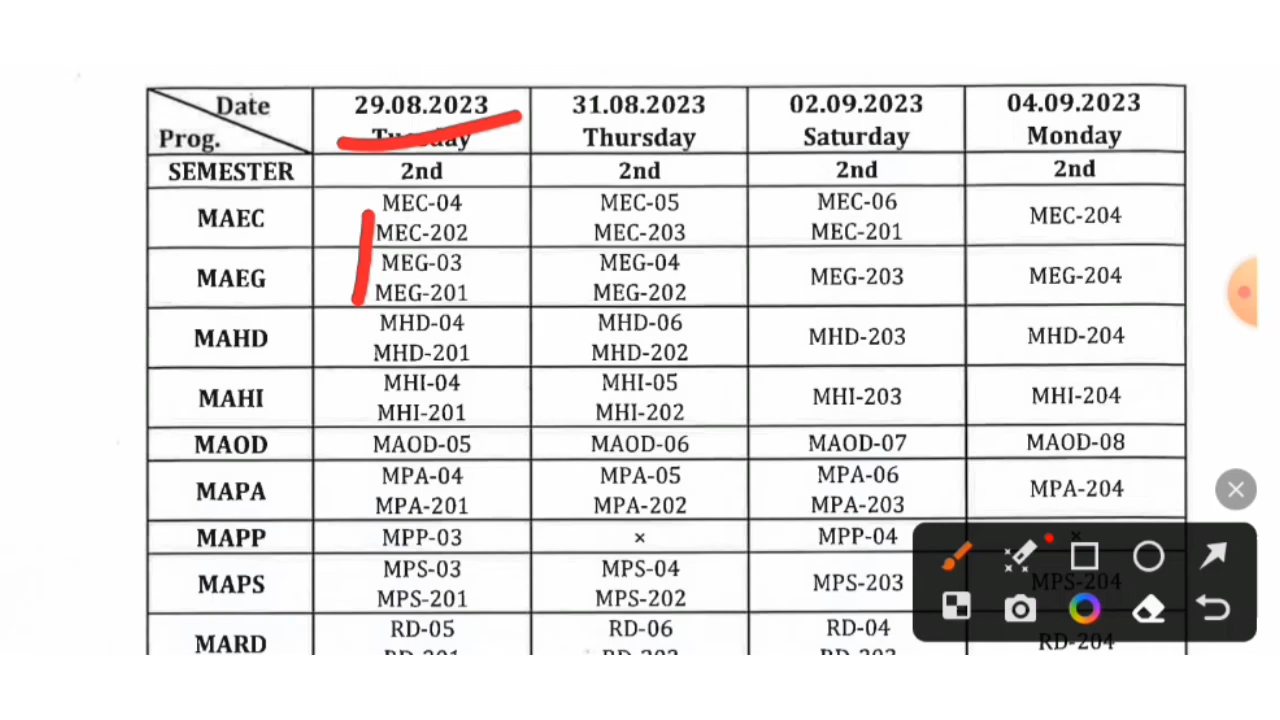 Date 29.08.2023 31.08.2023 02.09.2023 04.09.2023
Prog. Tuesday Thursday Saturday Monday
SEMESTER 2nd 2nd 2nd 2nd
MAEC MEC-04 MEC-05 MEC-06 MEC-204
MEC-202 MEC-203 MEC-201
MAEG MEG-03 MEG-04 MEG-203 MEG-204
MEG-201 MEG-202
MAHD MHD-04 MHD-06 MHD-203 MHD-204
MHD-201 MHD-202
MAHI MHI-04 MHI-05 MHI-203 MHI-204
MHI-201 MHI-202
MAOD MAOD-05 MAOD-06 MAOD-07 MAOD-08
MAPA MPA-04 MPA-05 MPA-06 MPA-204
MPA-201 MPA-202 MPA-203
MAPP MPP-03 × MPP-04 ×
MAPS MPS-03 MPS-04 MPS-203 MPS-204
MPS-201 MPS-202
MARD RD-05 RD-06 RD-04 RD-204